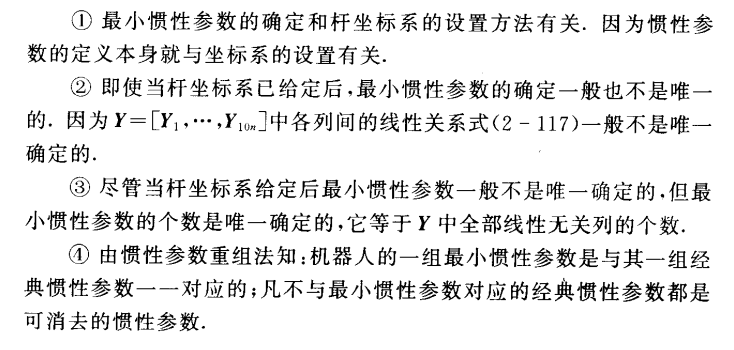 ① 最小惯性参数的确定和杆坐标系的设置方法有关. 因为惯性参
数的定义本身就与坐标系的设置有关.
② 即使当杆坐标系已给定后,最小惯性参数的确定一般也不是唯一
的. 因为 Y=[Y₁,…,Y₁₀ₙ]中各列间的线性关系式(2-117)一般不是唯一
确定的.
③ 尽管当杆坐标系给定后最小惯性参数一般不是唯一确定的,但最
小惯性参数的个数是唯一确定的,它等于 Y 中全部线性无关列的个数.
④ 由惯性参数重组法知:机器人的一组最小惯性参数是与其一组经
典惯性参数一一对应的;凡不与最小惯性参数对应的经典惯性参数都是
可消去的惯性参数.